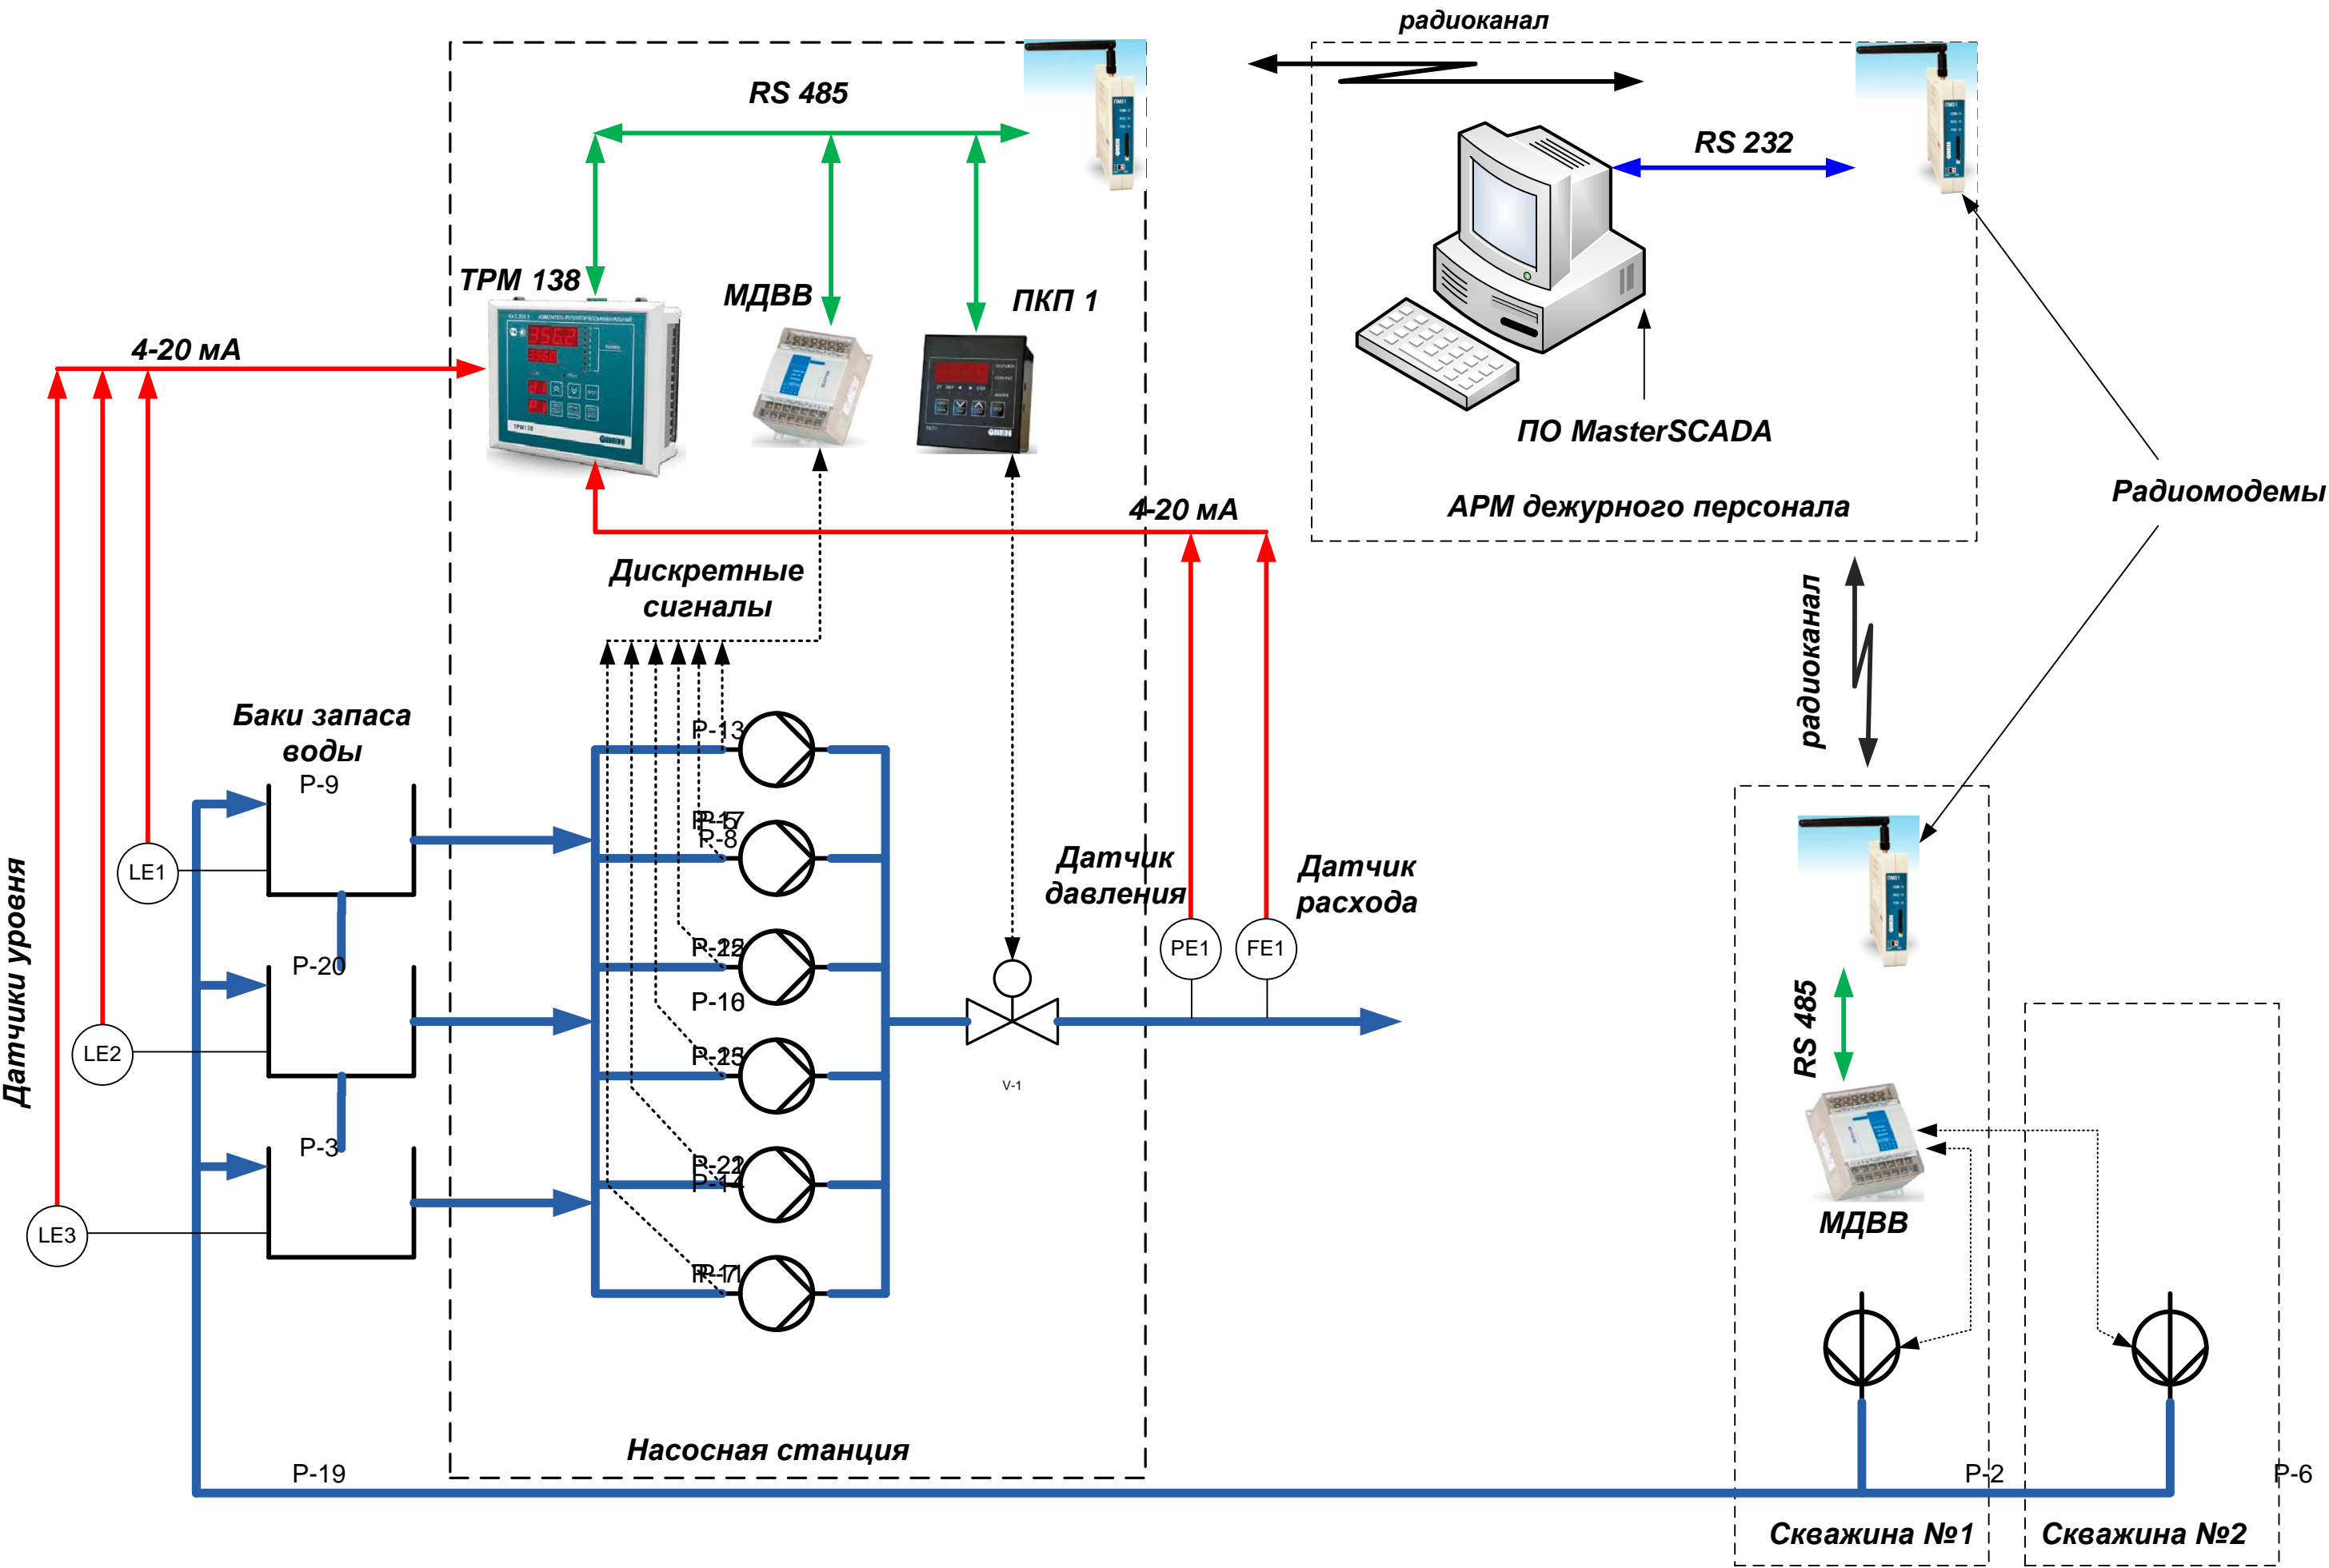 радиоканал
RS 485
RS 232
ТРМ 138
МДВВ
ПКП 1
4-20 мА
ТРМ138
ОВЕН
ПО MasterSCADA
АРМ дежурного персонала
Радиомодемы
4-20 мА
Дискретные
сигналы
радиоканал
Баки запаса
воды
P-9
P-13
P-8
LE1
Датчики уровня
Датчик
давления
Датчик
расхода
PE1
FE1
P-20
P-16
LE2
V-1
RS 485
P-3
LE3
МДВВ
Насосная станция
P-19
P-2
P-6
Скважина №1
Скважина №2